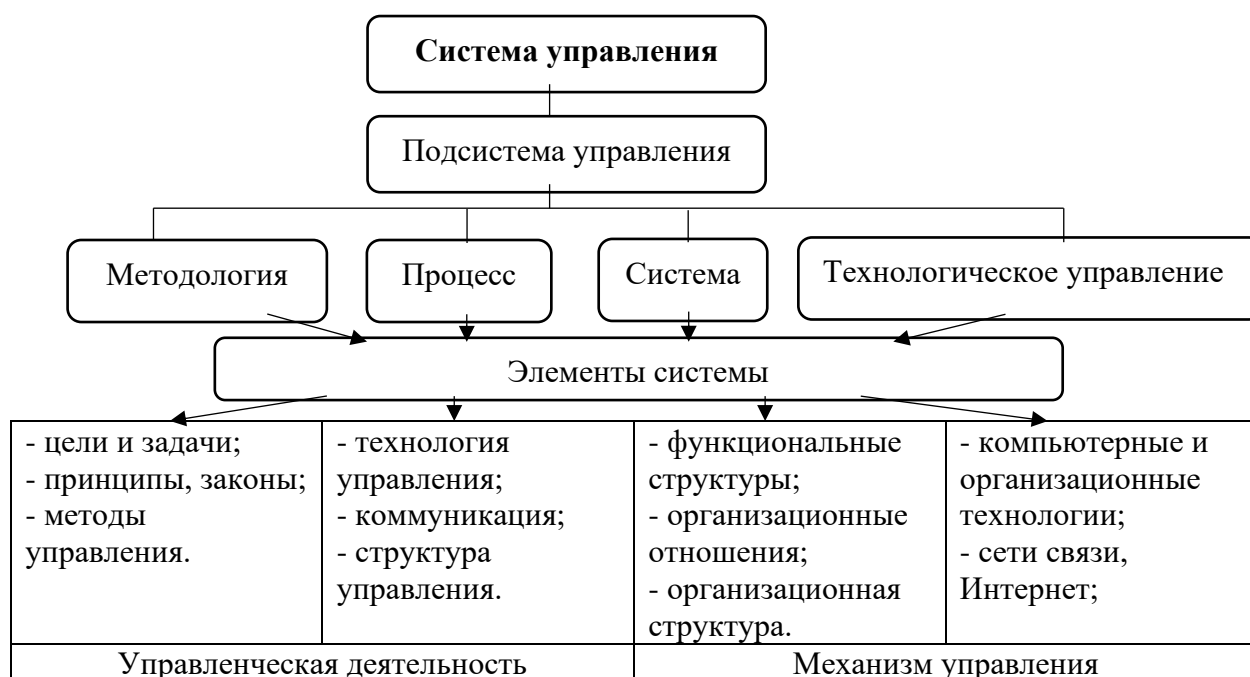 Система управления
Подсистема управления
Методология
Процесс
Система
Технологическое управление
Элементы системы
- цели и задачи;
- принципы, законы;
- методы
управления.
- технология
управления;
- коммуникация;
- структура
управления.
- функциональные
структуры;
- организационные
отношения;
- организационная
структура.
- компьютерные и
организационные
технологии;
- сети связи,
Интернет;
Управленческая деятельность
Механизм управления